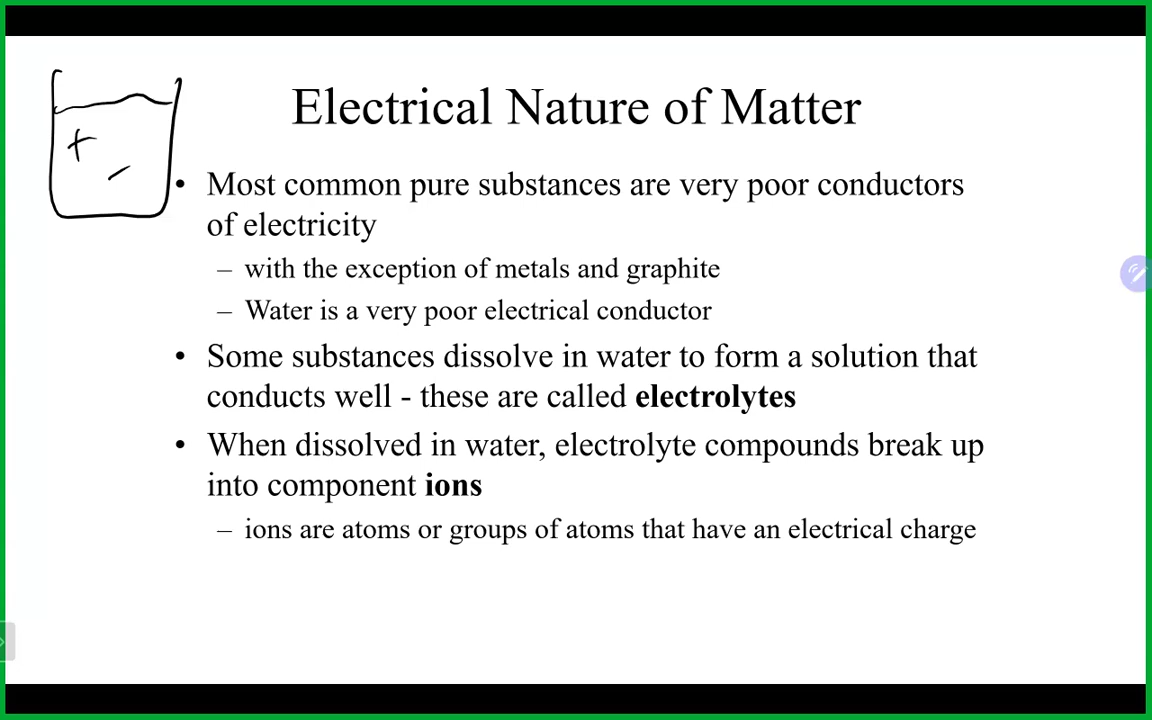 +
-
Electrical Nature of Matter
• Most common pure substances are very poor conductors
of electricity
– with the exception of metals and graphite
– Water is a very poor electrical conductor
• Some substances dissolve in water to form a solution that
conducts well - these are called electrolytes
• When dissolved in water, electrolyte compounds break up
into component ions
– ions are atoms or groups of atoms that have an electrical charge